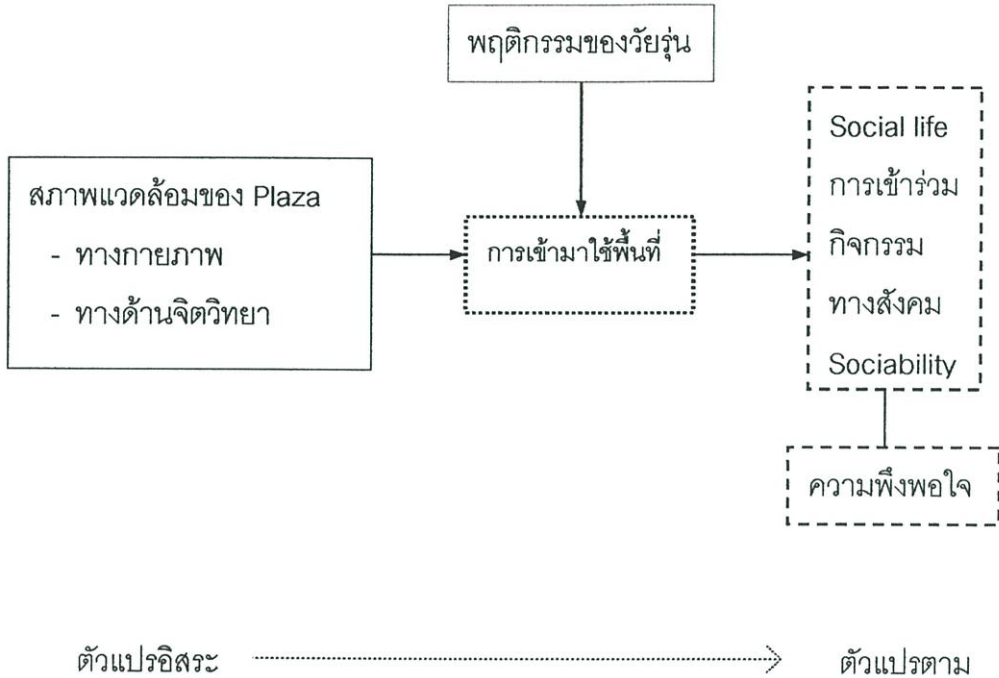 พฤติกรรมของวัยรุ่น
สภาพแวดล้อมของ Plaza
- ทางกายภาพ
- ทางด้านจิตวิทยา
การเข้ามาใช้พื้นที่
Social life
การเข้าร่วม
กิจกรรม
ทางสังคม
Sociability
ความพึงพอใจ
ตัวแปรอิสระ
ตัวแปรตาม